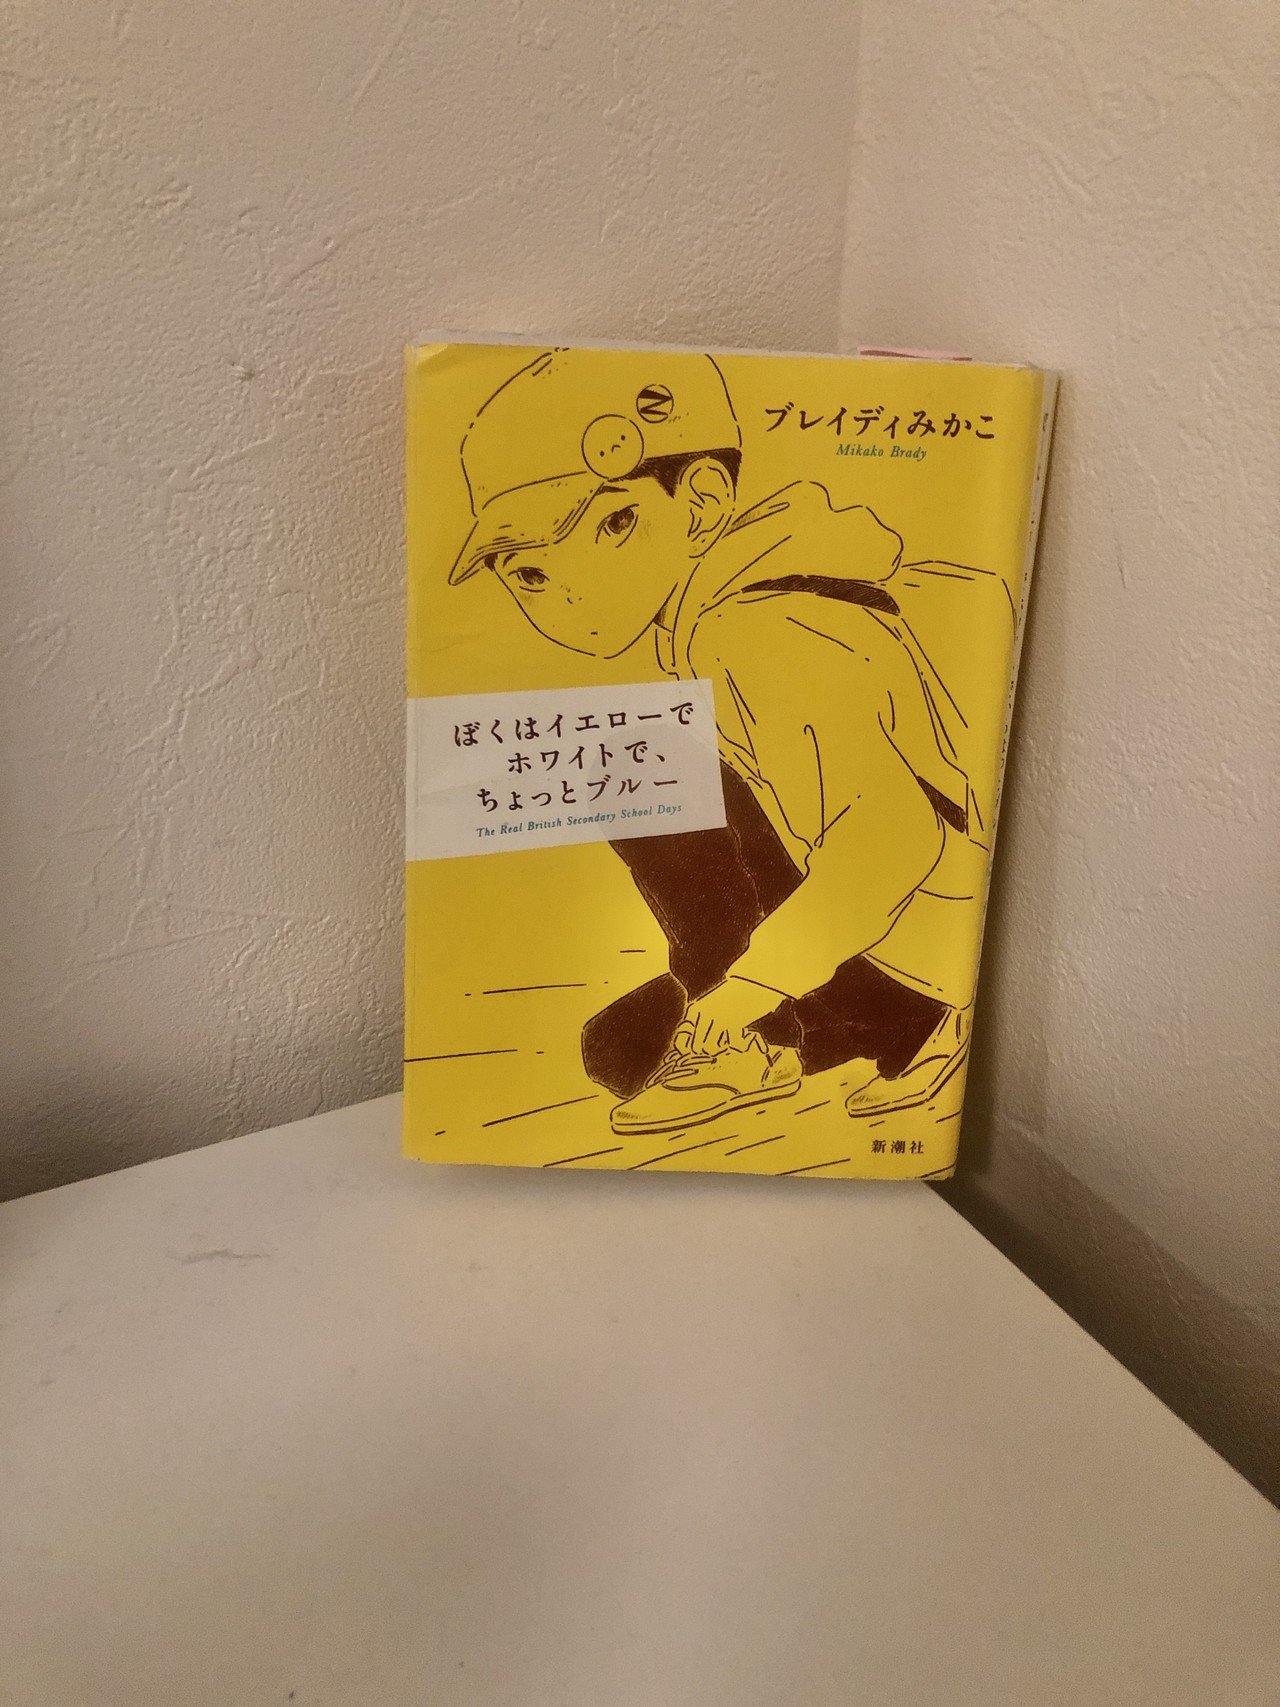 ブレイディみかこ
Mikako Brady
N
ぼくはイエローで
ホワイトで、
ちょっとブルー
The Real British Secondary School Days
新潮社